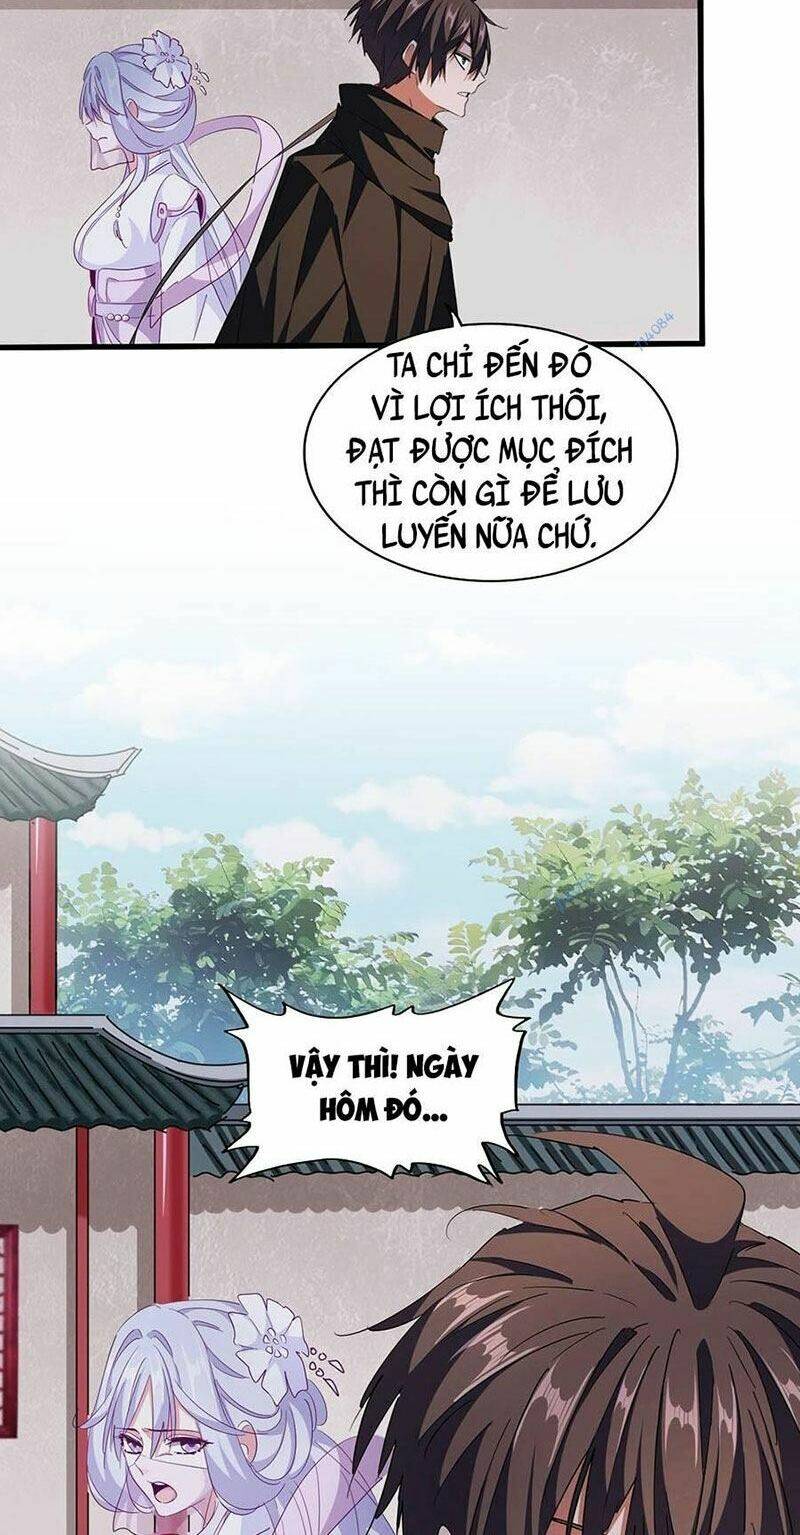 114084
TA CHỈ ĐẾN ĐÓ
VÌ LỢI ÍCH THÔI,
ĐẠT ĐƯỢC MỤC ĐÍCH
THÌ CÒN GÌ ĐỂ LƯU
LUYẾN NỮA CHỨ.
VẬY THÌ! NGÀY
HÔM ĐÓ...